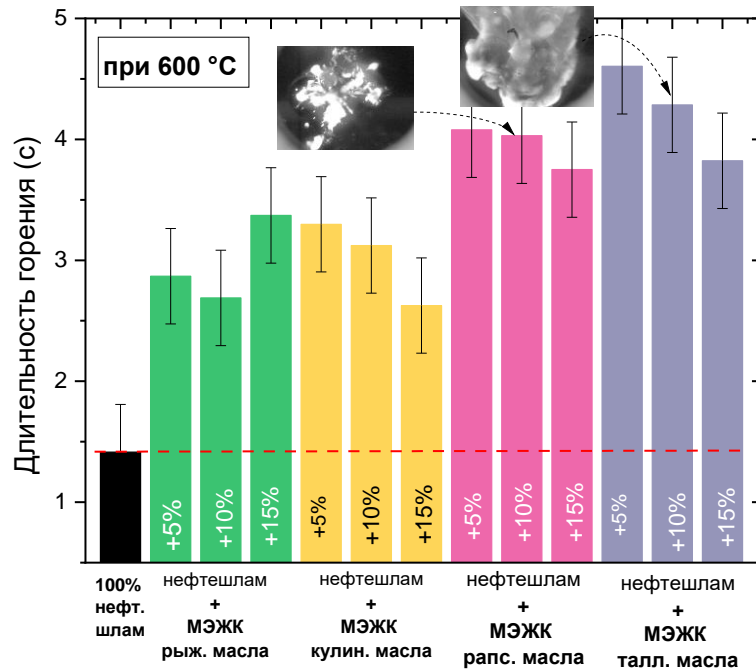 5
4
3
2
1
Длительность горения (с)
при 600 °C
+5%
+10%
+15%
+5%
+10%
+15%
+5%
+10%
+15%
+5%
+10%
+15%
100%
нефт.
шлам
нефтешлам
+
МЭЖК
рыж. масла
нефтешлам
+
МЭЖК
кулин. масла
нефтешлам
+
МЭЖК
рапс. масла
нефтешлам
+
МЭЖК
талл. масла